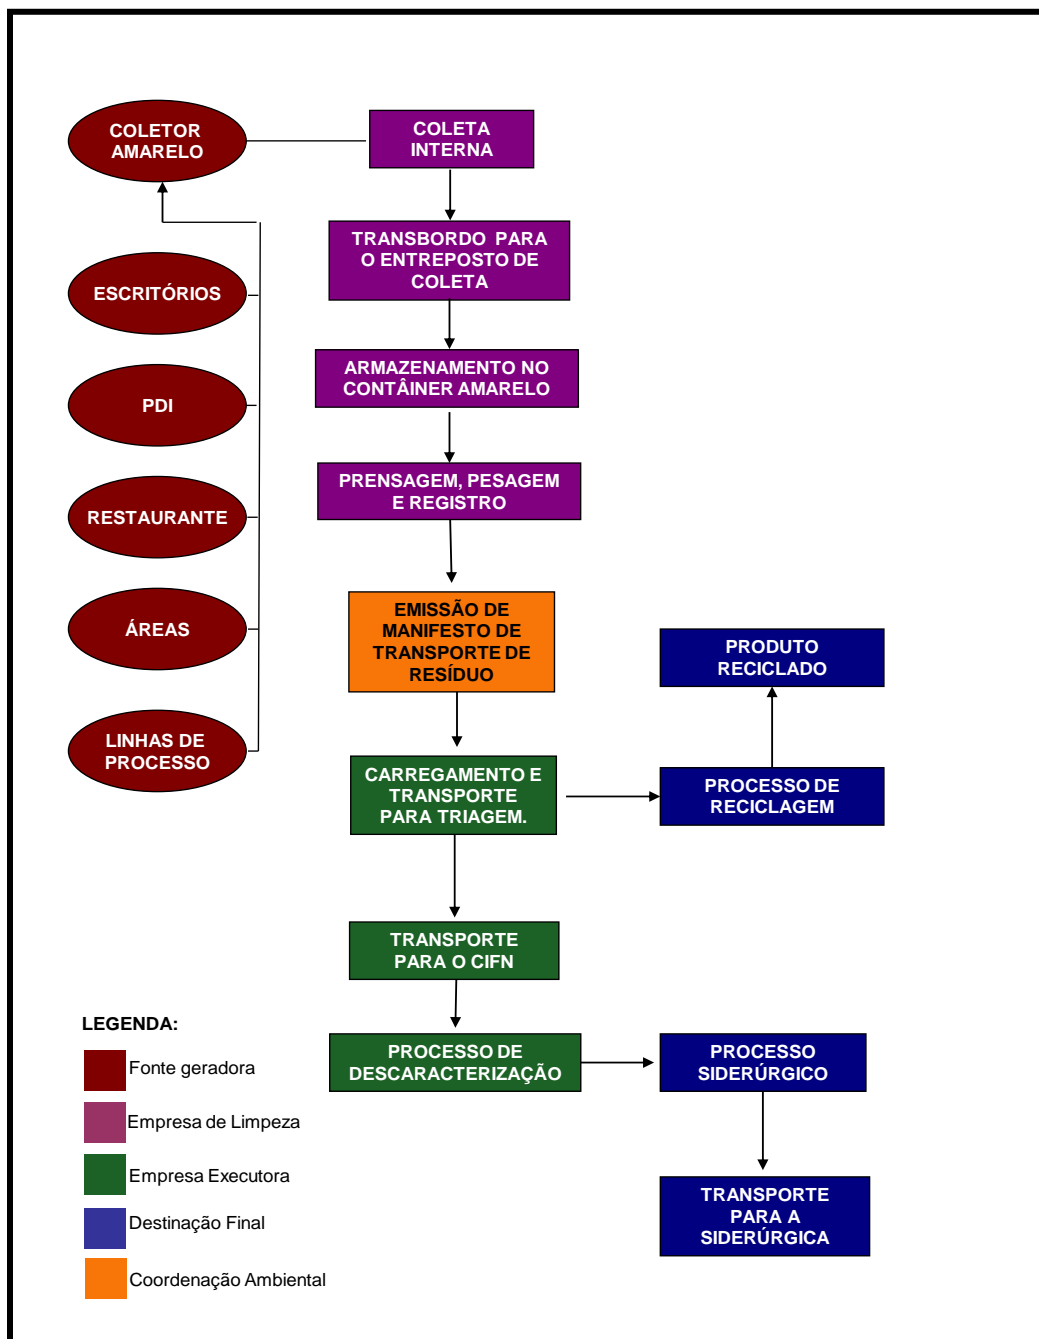 COLETOR
AMARELO
COLETA
INTERNA
TRANSBORDO PARA
O ENTREPOSTO DE
COLETA
ESCRITÓRIOS
ARMAZENAMENTO NO
CONTÂINER AMARELO
PDI
PRENSAGEM, PESAGEM
E REGISTRO
RESTAURANTE
EMISSÃO DE
MANIFESTO DE
TRANSPORTE DE
RESÍDUO
ÁREAS
PRODUTO
RECICLADO
LINHAS DE
PROCESSO
CARREGAMENTO E
TRANSPORTE
PARA TRIAGEM.
PROCESSO DE
RECICLAGEM
TRANSPORTE
PARA O CIFN
PROCESSO DE
DESCARACTERIZAÇÃO
PROCESSO
SIDERÚRGICO
TRANSPORTE
PARA A
SIDERÚRGICA
LEGENDA:
Fonte geradora
Empresa de Limpeza
Empresa Executora
Destinação Final
Coordenação Ambiental